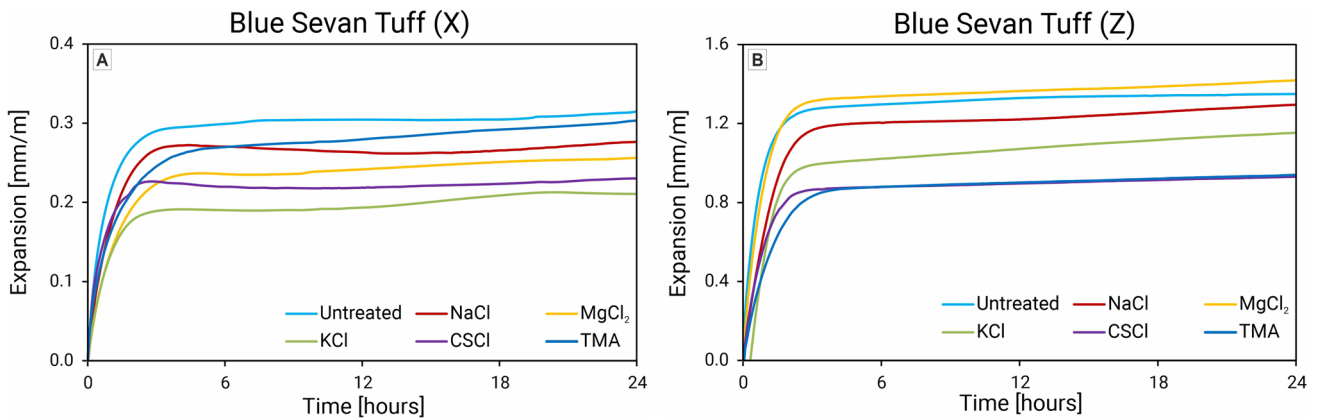 Blue Sevan Tuff (X)
A
Expansion [mm/m]
0.4
0.3
0.2
0.1
0.0
0 6 12 18 24
Time [hours]
Untreated NaCl MgCl₂
KCl CSCl TMA
Blue Sevan Tuff (Z)
B
Expansion [mm/m]
1.6
1.2
0.8
0.4
0.0
0 6 12 18 24
Time [hours]
Untreated NaCl MgCl₂
KCl CSCl TMA